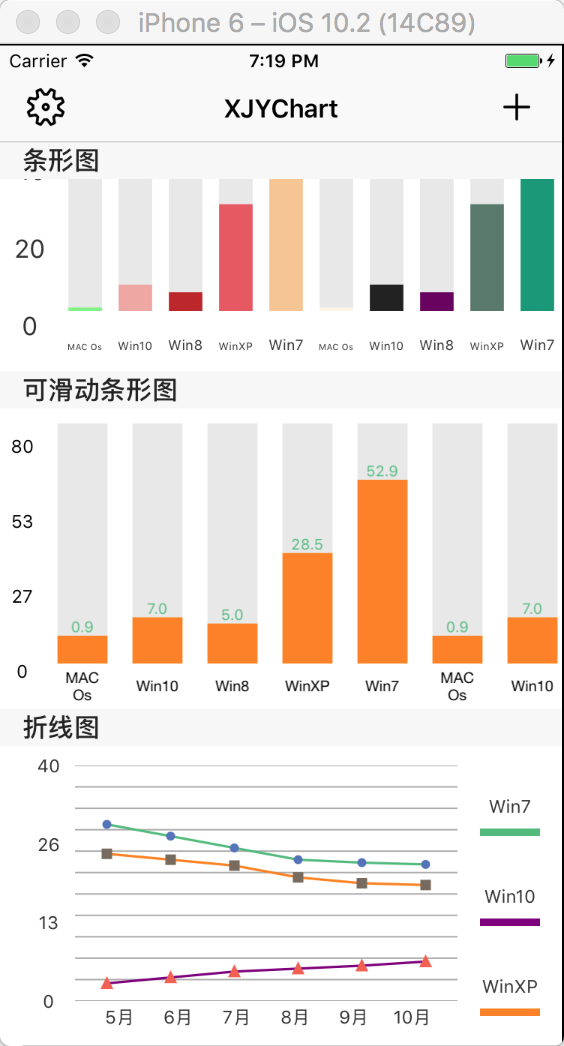 iPhone 6 – iOS 10.2 (14C89)
Carrier 7:19 PM
XJYChart
条形图
20
0
MAC Os Win10 Win8 WinXP Win7 MAC Os Win10 Win8 WinXP Win7
可滑动条形图
80
53
27
0
0.9 7.0 5.0 28.5 52.9 0.9 7.0
MAC Os Win10 Win8 WinXP Win7 MAC Os Win10
折线图
40
26
13
0
5月 6月 7月 8月 9月 10月
Win7
Win10
WinXP